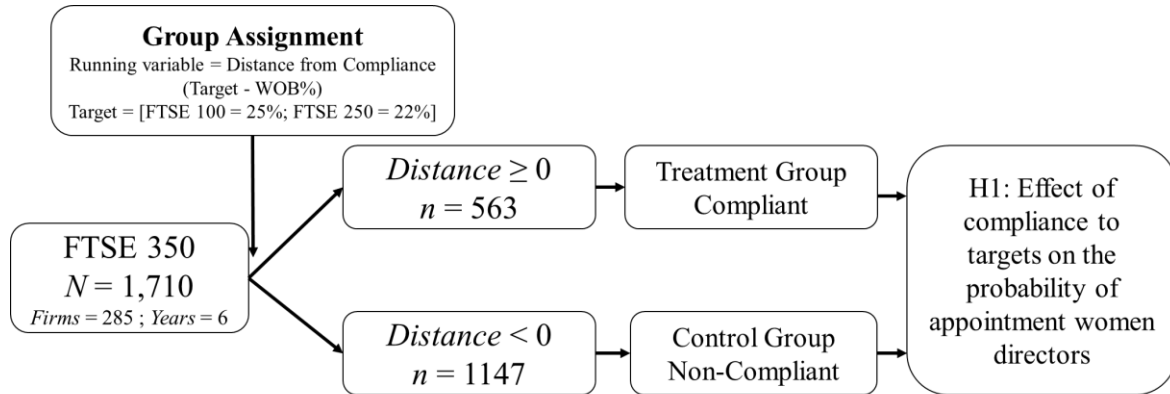 Group Assignment
Running variable = Distance from Compliance
(Target - WOB%)
Target = [FTSE 100 = 25%; FTSE 250 = 22%]
FTSE 350
N = 1,710
Firms = 285 ; Years = 6
Distance ≥ 0
n = 563
Treatment Group
Compliant
Distance < 0
n = 1147
Control Group
Non-Compliant
H1: Effect of
compliance to
targets on the
probability of
appointment women
directors